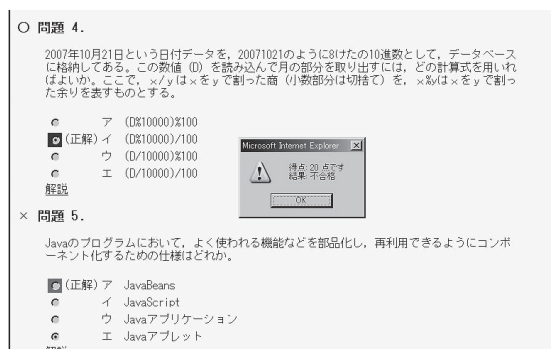 ○ 問題 4.
2007年10月21日という日付データを，20071021のように8けたの10進数として，データベース
に格納してある。この数値（D）を読み込んで月の部分を取り出すには，どの計算式を用いれ
ばよいか。ここで，x/yはxをyで割った商（小数部分は切捨て）を，x%yはxをyで割っ
た余りを表すものとする。
ア (D%10000)%100
(正解) イ (D%10000)/100
ウ (D/10000)%100
エ (D/10000)/100
解説
Microsoft Internet Explorer
得点:20 点です
結果:不合格
OK
× 問題 5.
Javaのプログラムにおいて，よく使われる機能などを部品化し，再利用できるようにコンポ
ーネント化するための仕様はどれか。
(正解) ア JavaBeans
イ JavaScript
ウ Javaアプリケーション
エ Javaアプレット